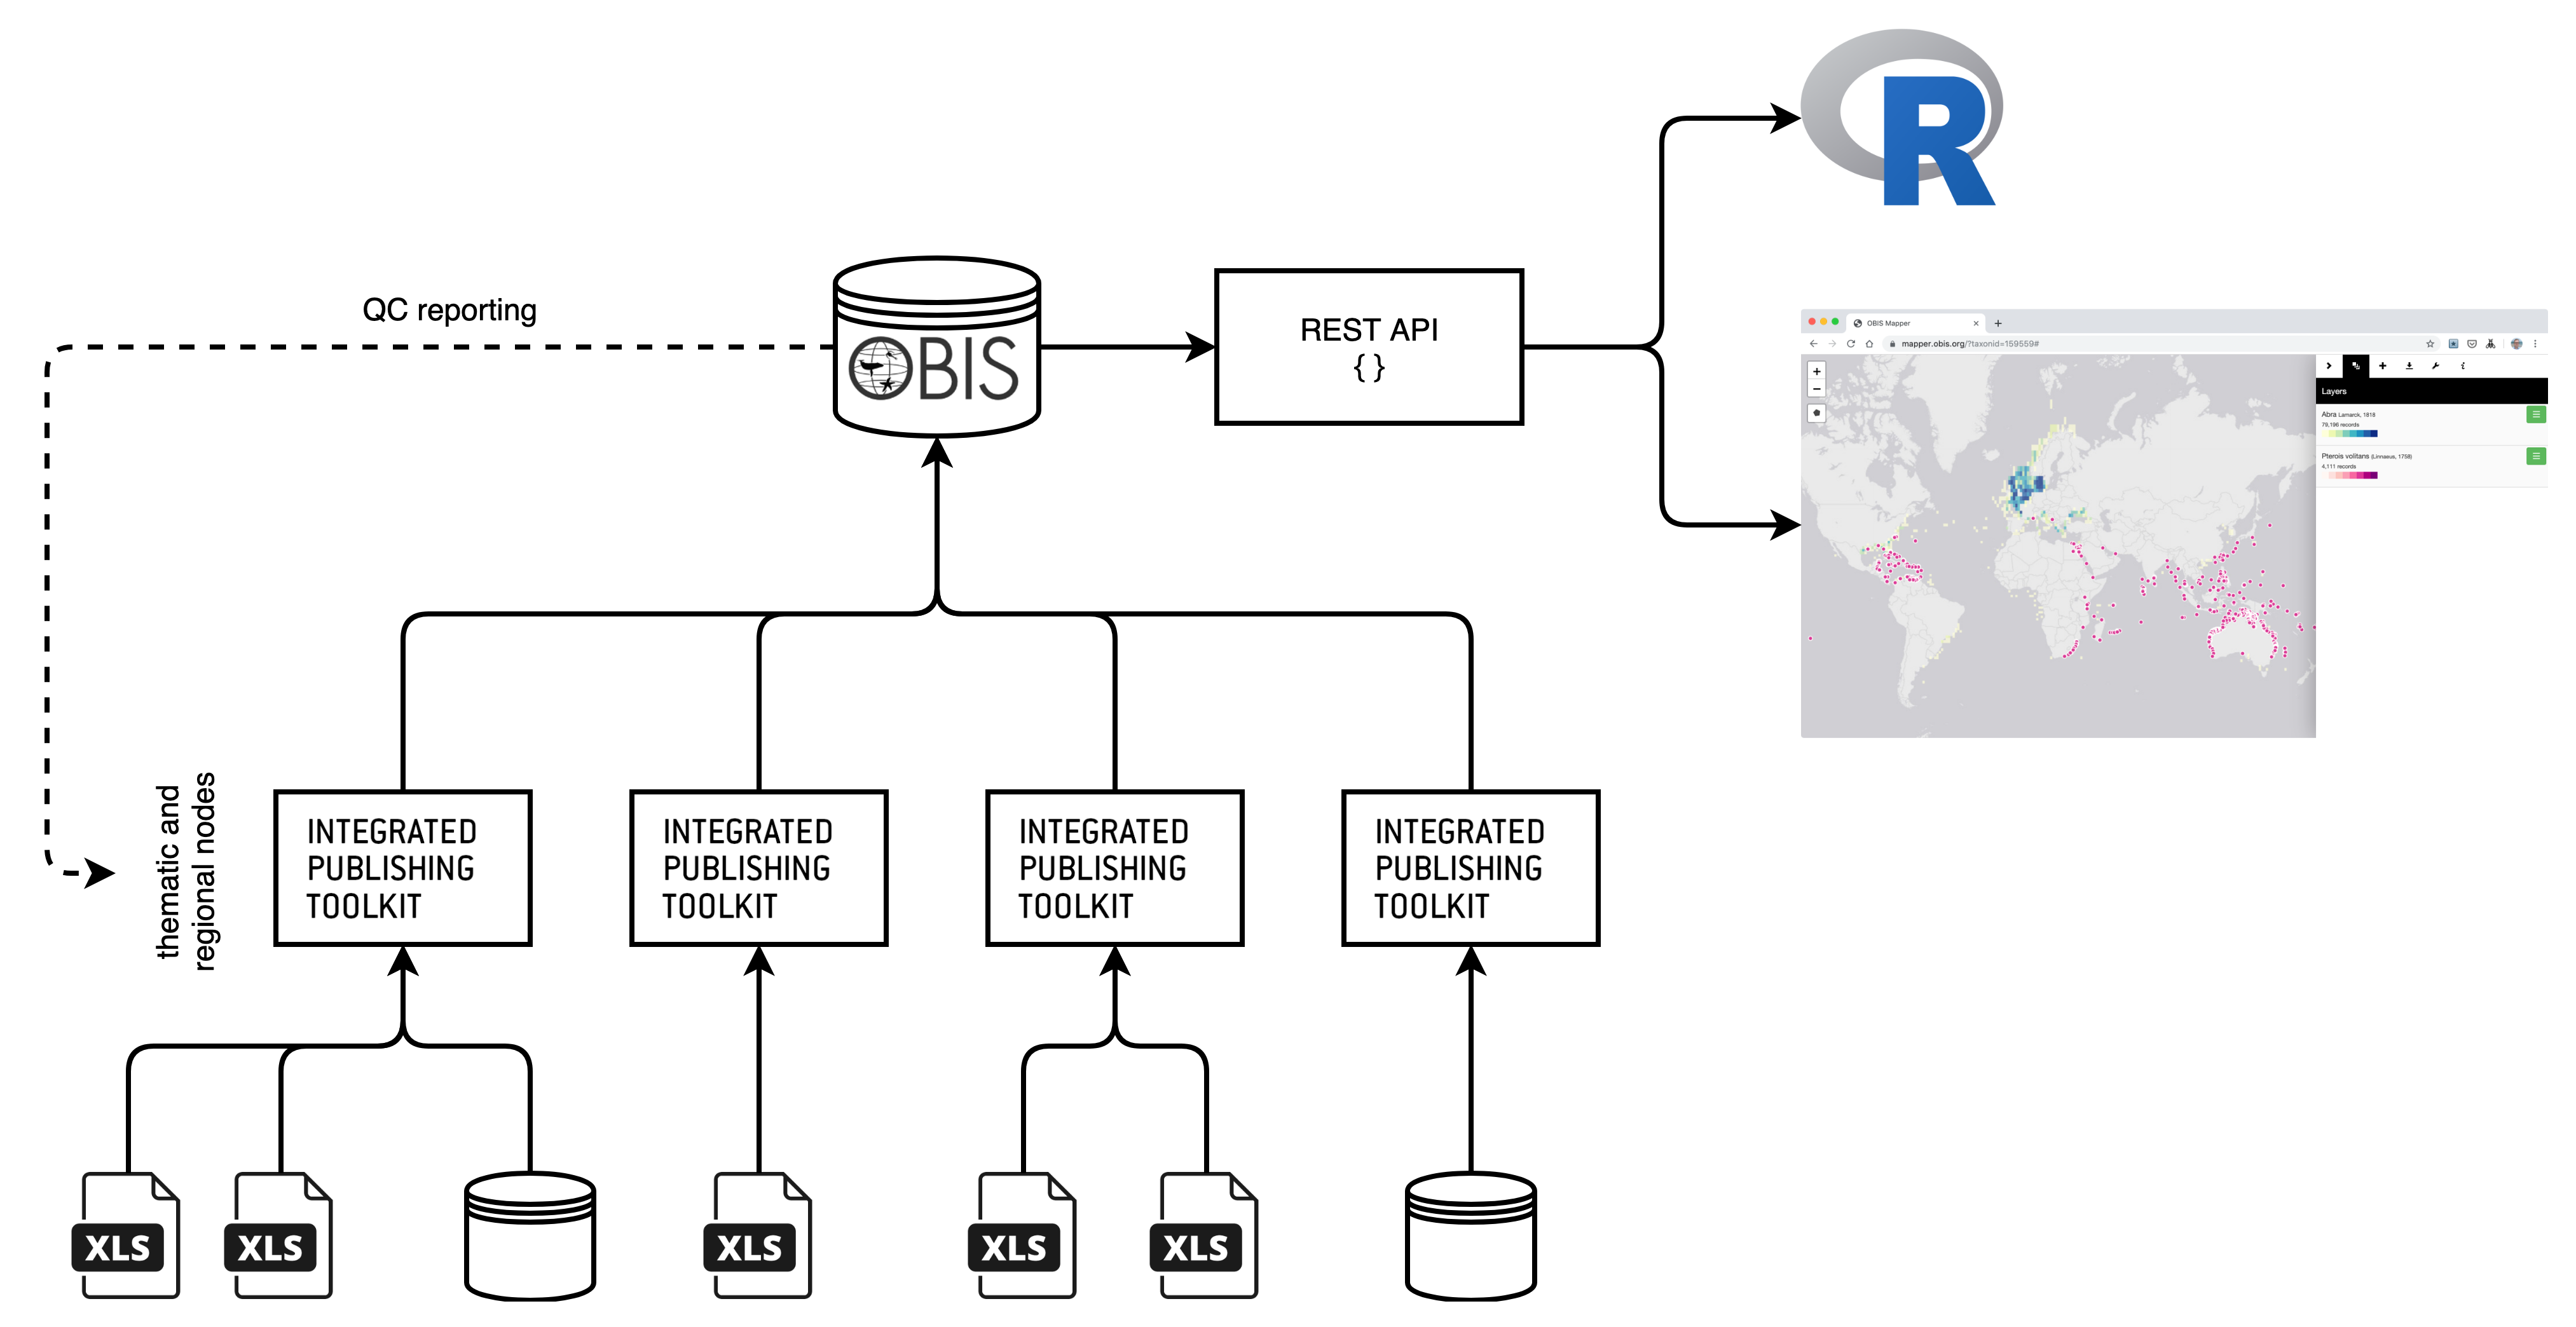 R
QC reporting
OBIS
REST API
{ }
OBIS Mapper
mapper.obis.org/?taxonid=159559#
Layers
Abra Lamarck, 1818
79,196 records
Pterois volitans (Linnaeus, 1758)
4,111 records
thematic and
regional nodes
INTEGRATED
PUBLISHING
TOOLKIT
INTEGRATED
PUBLISHING
TOOLKIT
INTEGRATED
PUBLISHING
TOOLKIT
INTEGRATED
PUBLISHING
TOOLKIT
XLS
XLS
XLS
XLS
XLS